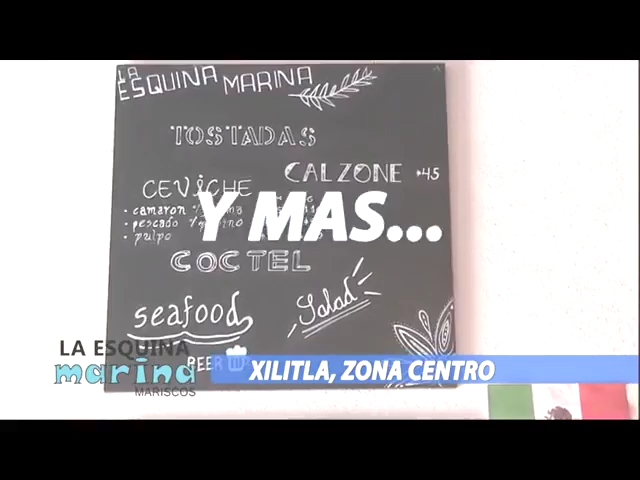 LA
ESQUINA MARINA
TOSTADAS
CALZONE $45
CEVICHE
• camaron
• pescado
• pulpo
Y MAS...
COCTEL
seafood
Salad
BEER
LA ESQUINA
marina
MARISCOS
XILITLA, ZONA CENTRO